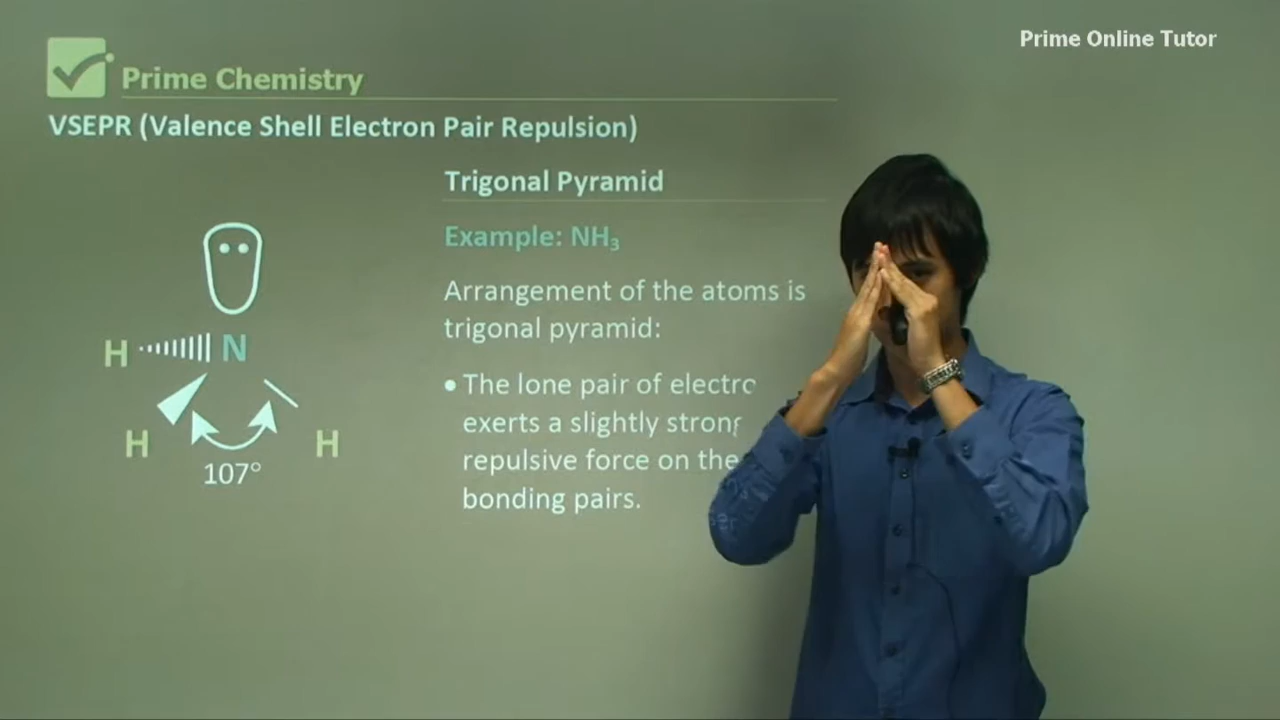 Prime Online Tutor
Prime Chemistry
VSEPR (Valence Shell Electron Pair Repulsion)
Trigonal Pyramid
Example: NH₃
Arrangement of the atoms is
trigonal pyramid:
• The lone pair of
exerts a slightly
repulsive force on the
bonding pairs.
H N
H H
107°